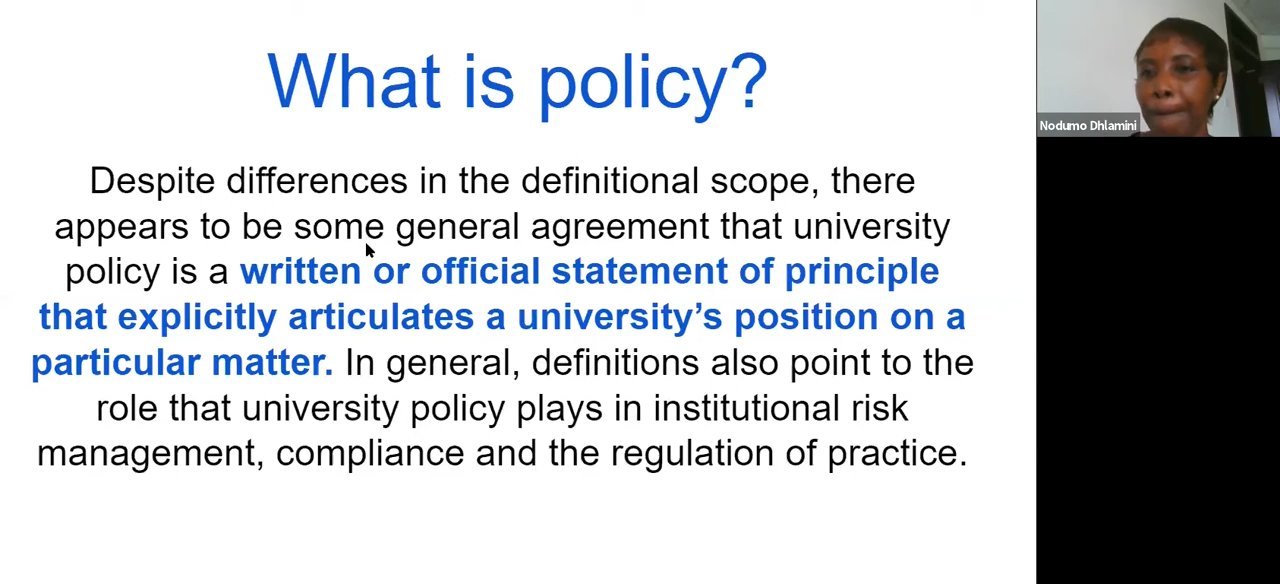 What is policy?
Despite differences in the definitional scope, there
appears to be some general agreement that university
policy is a written or official statement of principle
that explicitly articulates a university’s position on a
particular matter. In general, definitions also point to the
role that university policy plays in institutional risk
management, compliance and the regulation of practice.
Nodumo Dhlamini